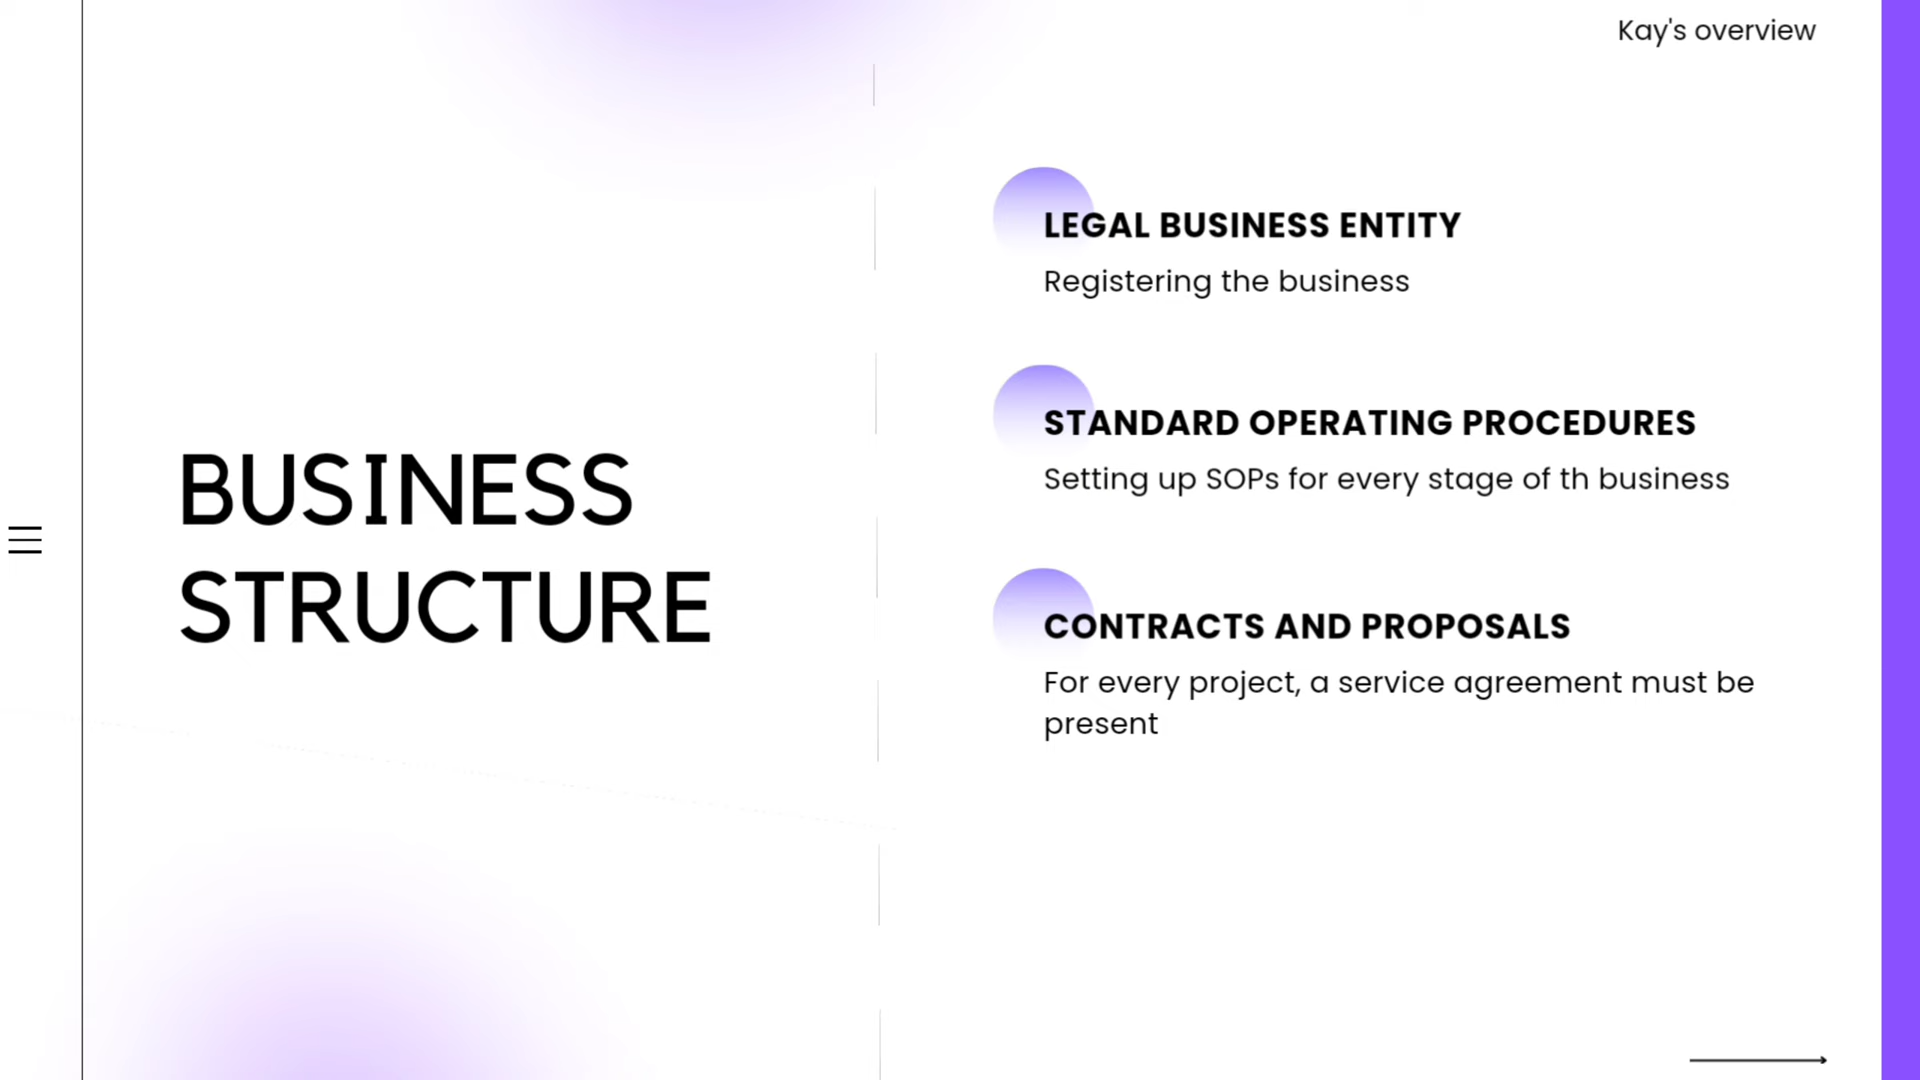 Kay's overview
BUSINESS
STRUCTURE
LEGAL BUSINESS ENTITY
Registering the business
STANDARD OPERATING PROCEDURES
Setting up SOPs for every stage of th business
CONTRACTS AND PROPOSALS
For every project, a service agreement must be
present